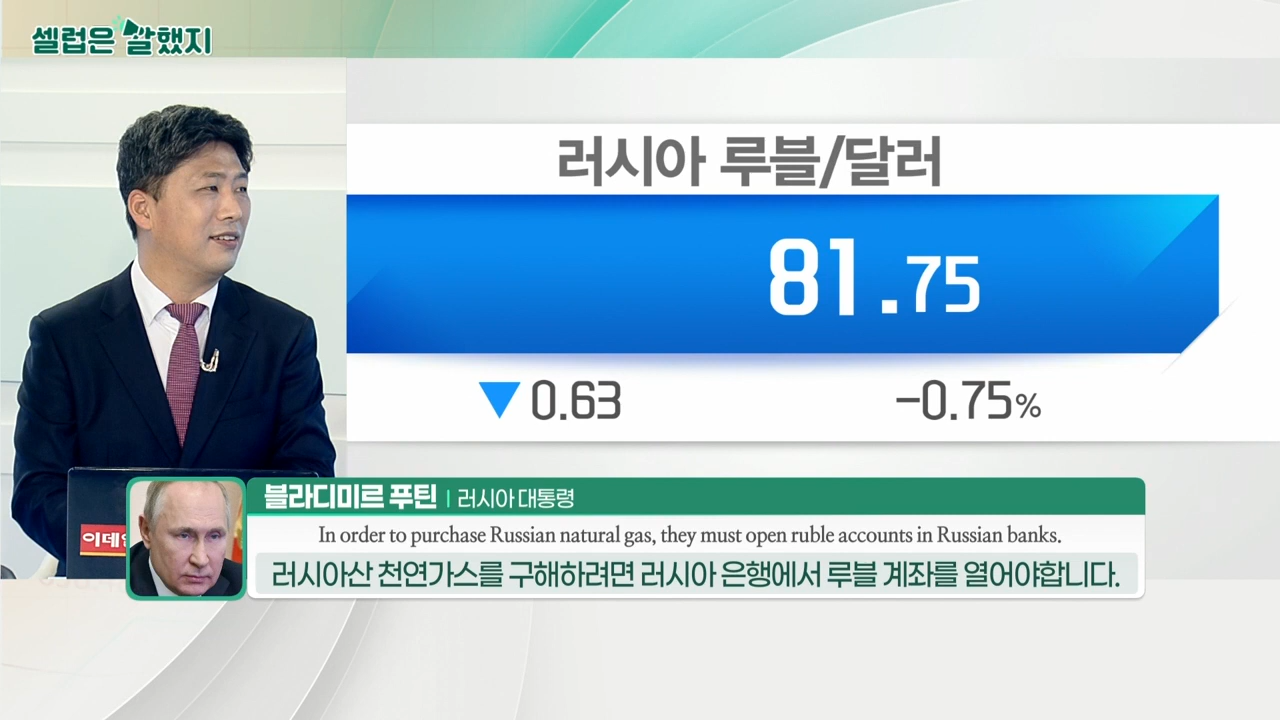 셀럽은 말했지
러시아 루블/달러
81.75
▼0.63 -0.75%
블라디미르 푸틴 | 러시아 대통령
In order to purchase Russian natural gas, they must open ruble accounts in Russian banks.
러시아산 천연가스를 구해하려면 러시아 은행에서 루블 계좌를 열어야합니다.